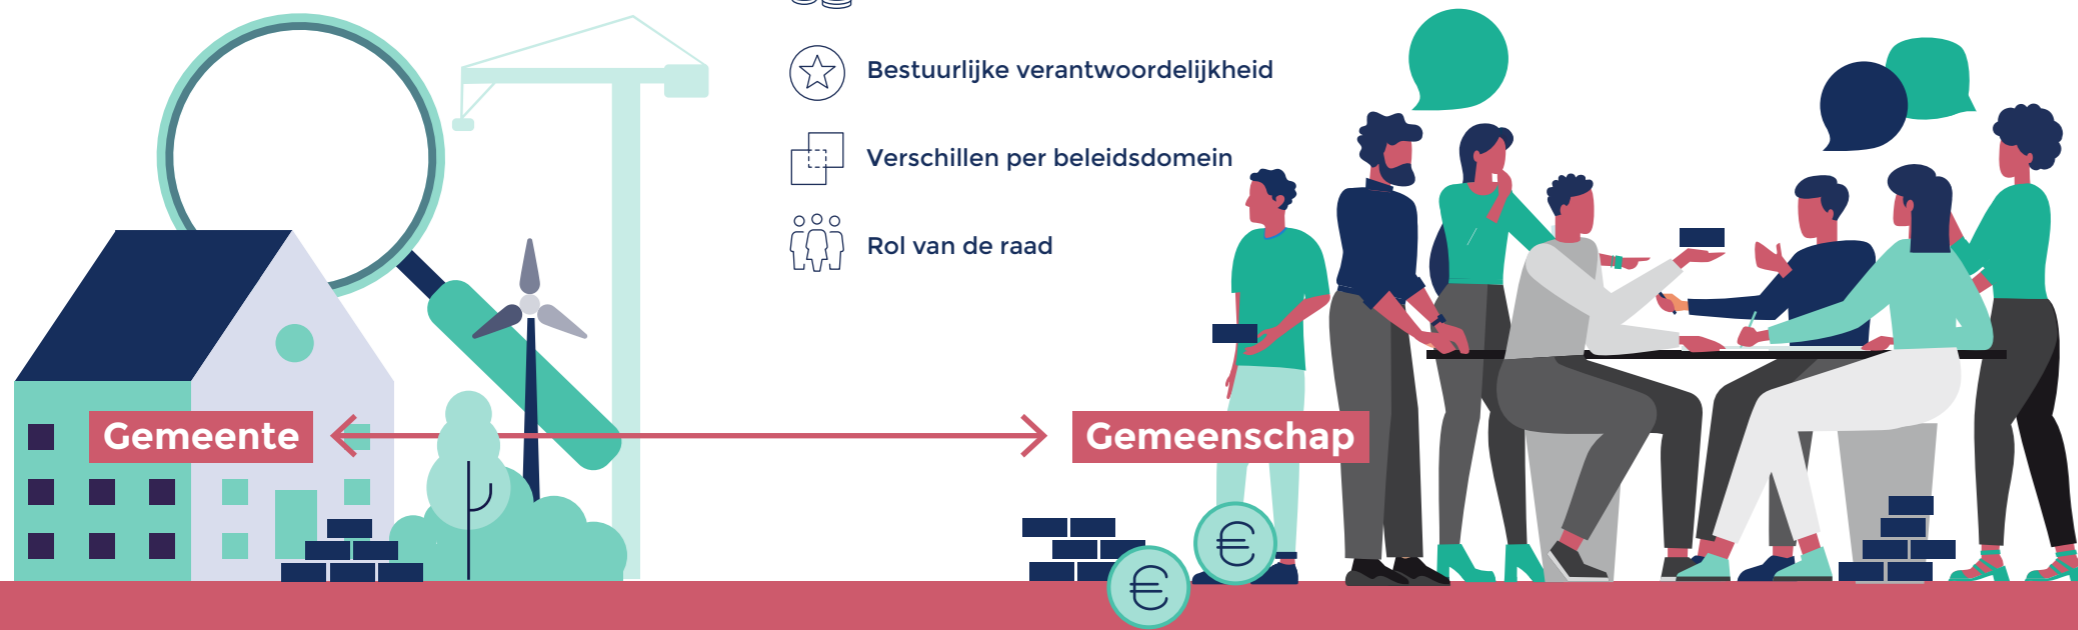 Bestuurlijke verantwoordelijkheid
Verschillen per beleidsdomein
Rol van de raad
Gemeente
Gemeenschap
€
€